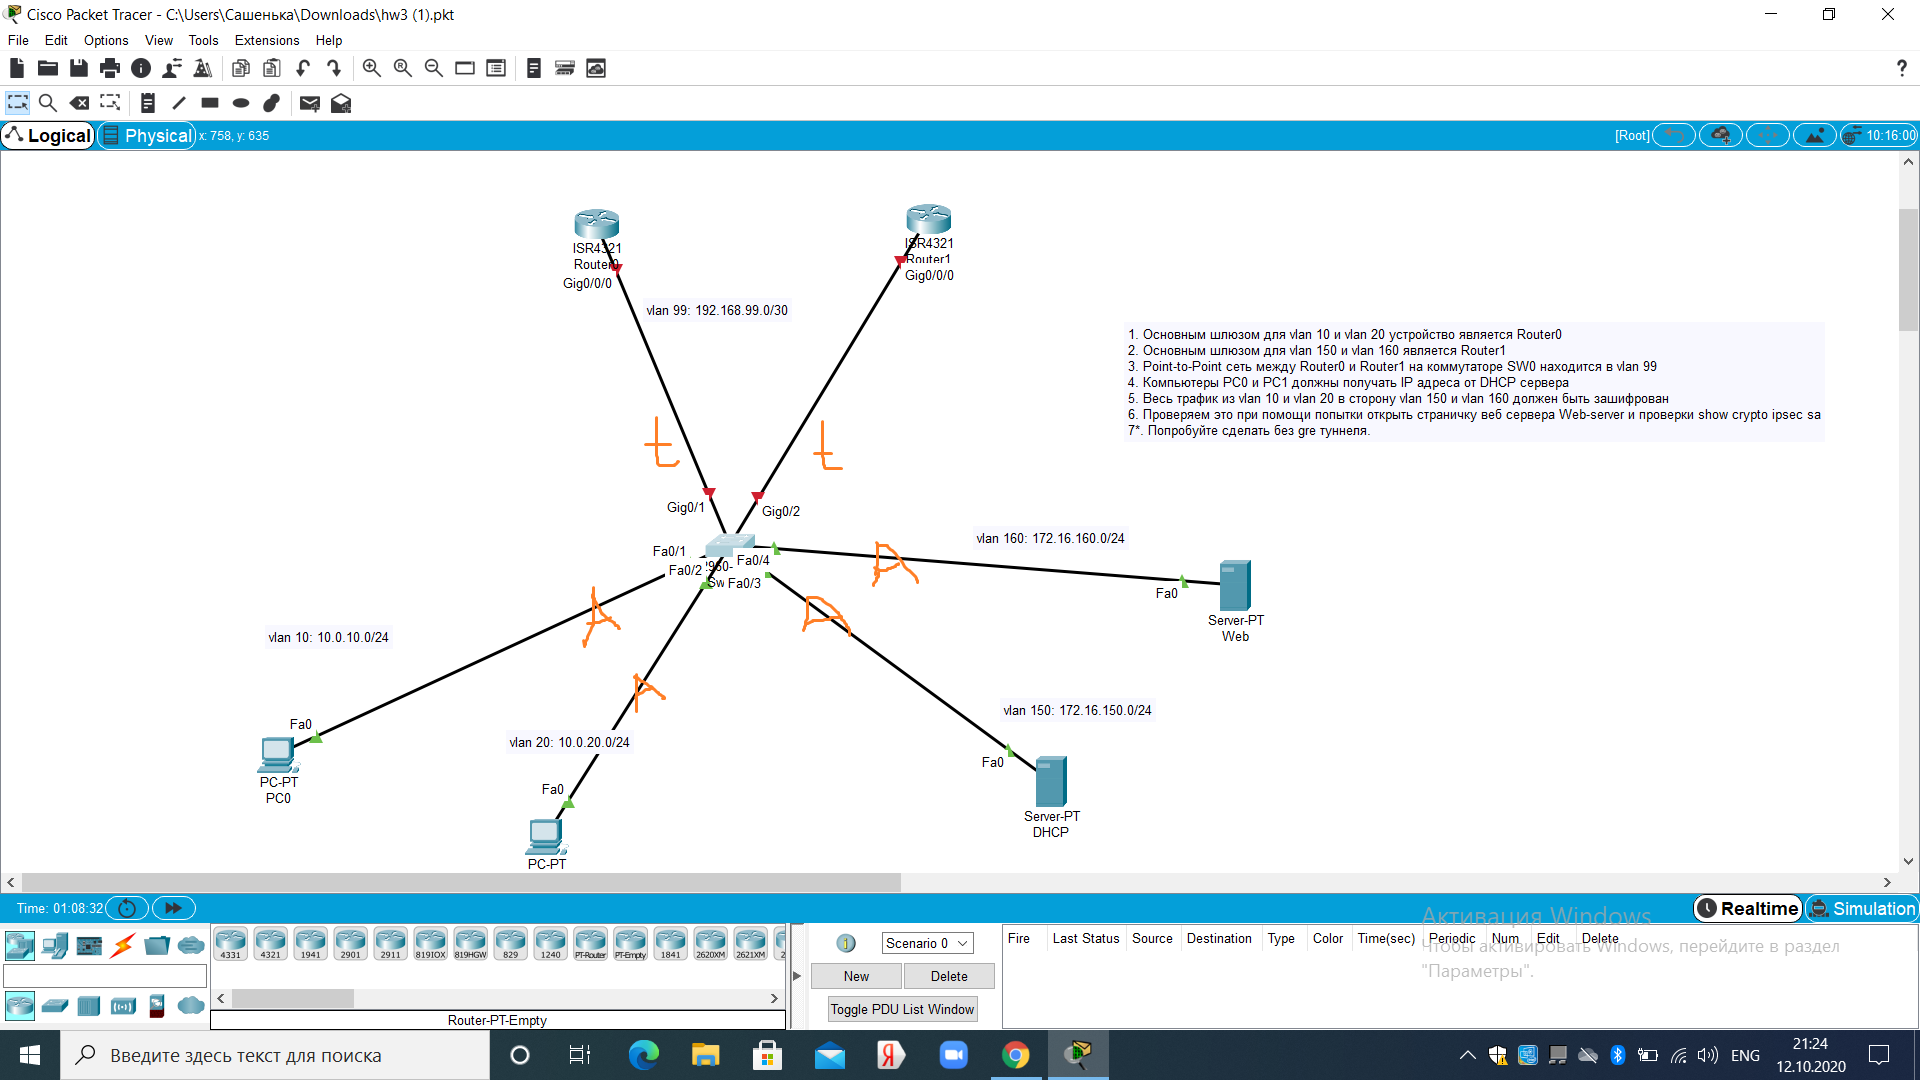 Cisco Packet Tracer - C:\Users\Сашенька\Downloads\hw3 (1).pkt
File Edit Options View Tools Extensions Help
Logical Physical x: 758, y: 635 [Root] 10:16:00
ISR4321
Router0
Gig0/0/0
ISR4321
Router1
Gig0/0/0
vlan 99: 192.168.99.0/30
1. Основным шлюзом для vlan 10 и vlan 20 устройство является Router0
2. Основным шлюзом для vlan 150 и vlan 160 является Router1
3. Point-to-Point сеть между Router0 и Router1 на коммутаторе SW0 находится в vlan 99
4. Компьютеры PC0 и PC1 должны получать IP адреса от DHCP сервера
5. Весь трафик из vlan 10 и vlan 20 в сторону vlan 150 и vlan 160 должен быть зашифрован
6. Проверяем это при помощи попытки открыть страничку веб сервера Web-server и проверки show crypto ipsec sa
7*. Попробуйте сделать без gre туннеля.
t t
Gig0/1 Gig0/2
Fa0/1
Fa0/4
Fa0/2
Fa0/3
A A
A A
vlan 160: 172.16.160.0/24
Fa0
Server-PT
Web
vlan 10: 10.0.10.0/24
Fa0
PC-PT
PC0
vlan 150: 172.16.150.0/24
Fa0
Server-PT
DHCP
vlan 20: 10.0.20.0/24
Fa0
PC-PT
Time: 01:08:32 Realtime Simulation
4331 4321 1941 2901 2911 819IOX 819HGW 829 1240 PT-Router PT-Empty 1841 2620XM 2621XM
Router-PT-Empty
Scenario 0
New Delete
Toggle PDU List Window
Fire Last Status Source Destination Type Color Time(sec) Periodic Num Edit Delete
Активация Windows
Чтобы активировать Windows, перейдите в раздел
"Параметры".
Введите здесь текст для поиска
ENG
21:24
12.10.2020